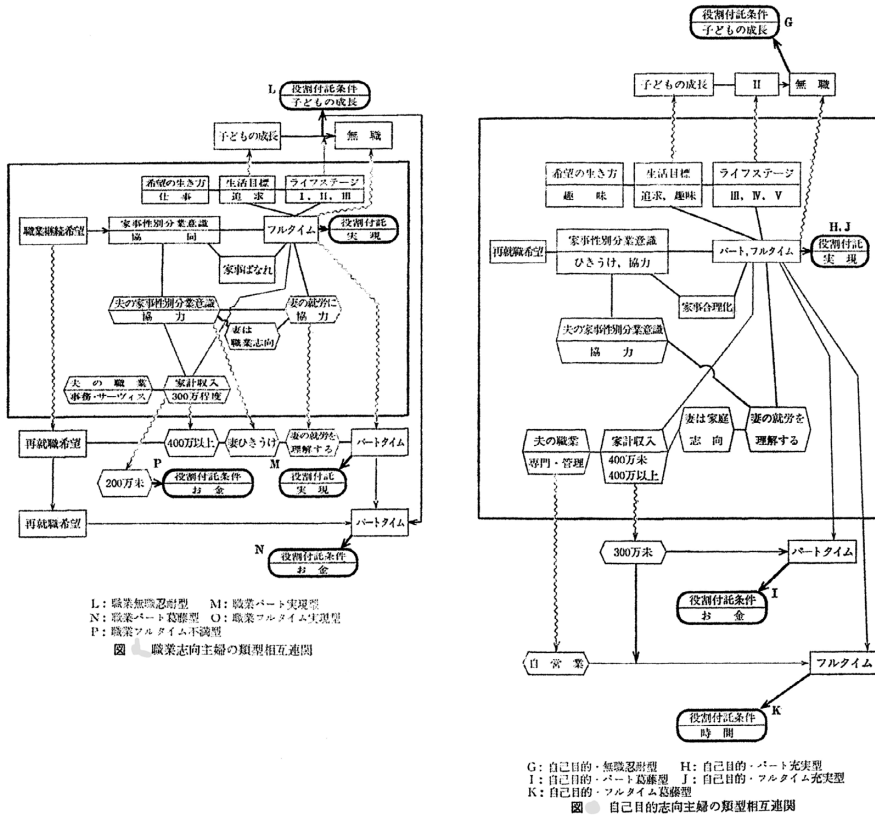 L
役割付託条件
子どもの成長
子どもの成長
無職
希望の生き方
仕事
生活目標
追求
ライフステージ
I、II、III
職業継続希望
家事性別分業意識
協向
フルタイム
役割付託
実現
家事ばなれ
夫の家事性別分業意識
協力
妻の就労に
協力
妻は
職業志向
夫の職業
事務・サーヴィス
家計収入
300万程度
再就職希望
400万以上
妻ひきうけ
妻の就労を
理解する
パートタイム
P
M
200万未
役割付託条件
お金
役割付託
実現
再就職希望
パートタイム
N
役割付託条件
お金
L:職業無職忍耐型 M:職業パート実現型
N:職業パート葛藤型 O:職業フルタイム実現型
P:職業フルタイム不満型
図 職業志向主婦の類型相互連関
役割付託条件
子どもの成長
G
子どもの成長
II
無職
希望の生き方
趣味
生活目標
追求、趣味
ライフステージ
III、IV、V
再就職希望
家事性別分業意識
ひきうけ、協力
パート,フルタイム
H, J
役割付託
実現
家事合理化
夫の家事性別分業意識
協力
夫の職業
専門・管理
家計収入
400万未
400万以上
妻は家庭
志向
妻の就労を
理解する
300万未
パートタイム
役割付託条件
お金
I
自営業
フルタイム
K
役割付託条件
時間
G:自己目的・無職忍耐型 H:自己目的・パート充実型
I:自己目的・パート葛藤型 J:自己目的・フルタイム充実型
K:自己目的・フルタイム葛藤型
図 自己目的志向主婦の類型相互連関